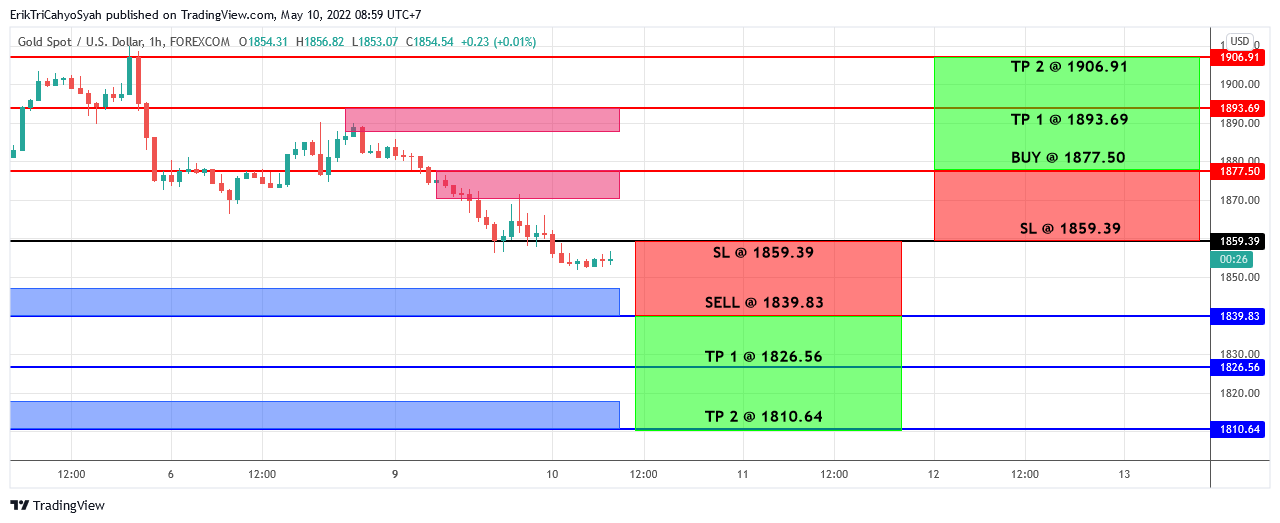 ErikTriCahyoSyah published on TradingView.com, May 10, 2022 08:59 UTC+7
Gold Spot / U.S. Dollar, 1h, FOREXCOM O1854.31 H1856.82 L1853.07 C1854.54 +0.23 (+0.01%)
USD
1906.91
TP 2 @ 1906.91
1900.00
1893.69
TP 1 @ 1893.69
1890.00
BUY @ 1877.50
1880.00
1877.50
1870.00
SL @ 1859.39
1859.39
SL @ 1859.39
00:26
1850.00
SELL @ 1839.83
1839.83
TP 1 @ 1826.56
1830.00
1826.56
1820.00
TP 2 @ 1810.64
1810.64
12:00 6 12:00 9 10 12:00 11 12:00 12 12:00 13
TradingView